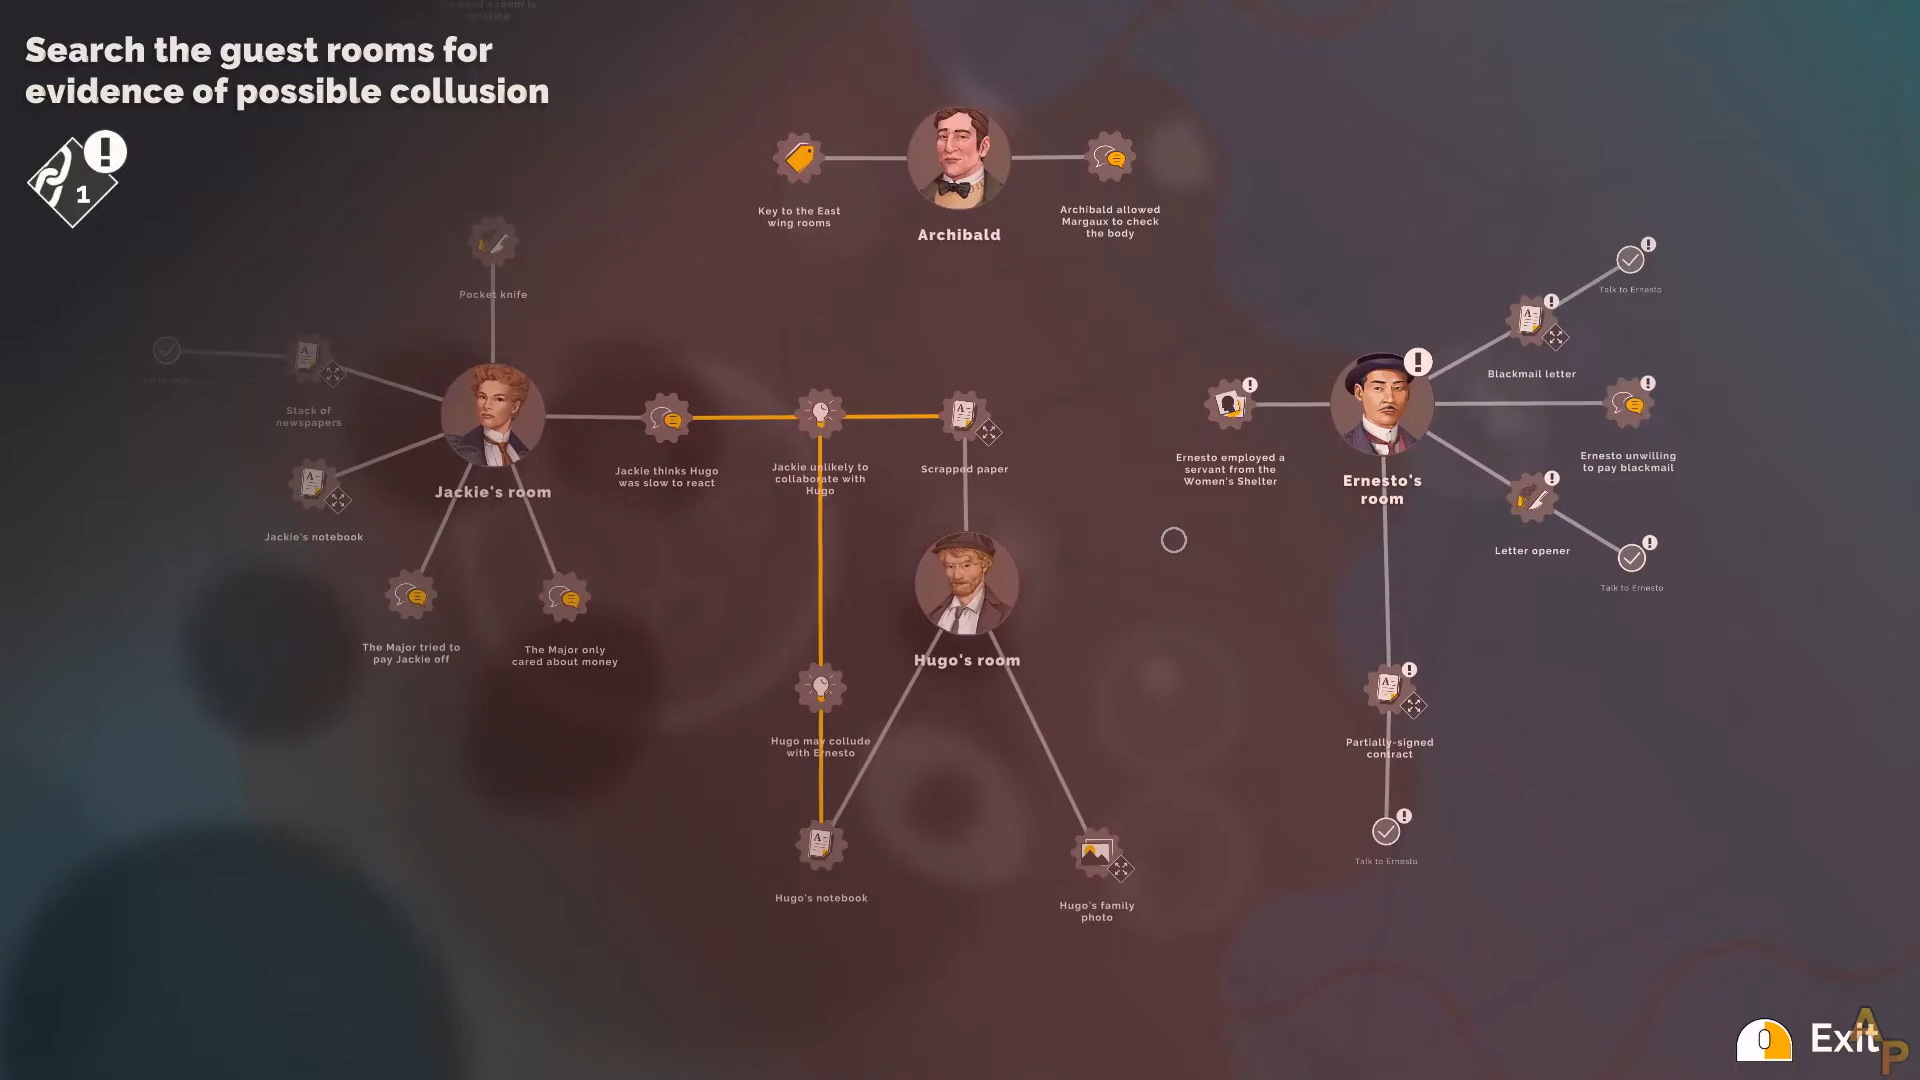 Search the guest rooms for
evidence of possible collusion
1
Key to the East
wing rooms
Archibald
Archibald allowed
Margaux to check
the body
Pocket knife
Stack of
newspapers
Jackie's notebook
Jackie's room
The Major tried to
pay Jackie off
The Major only
cared about money
Jackie thinks Hugo
was slow to react
Jackie unlikely to
collaborate with
Hugo
Scrapped paper
Hugo's room
Hugo may collude
with Ernesto
Hugo's notebook
Hugo's family
photo
Ernesto employed a
servant from the
Women's Shelter
Ernesto's
room
Talk to Ernesto
Blackmail letter
Ernesto unwilling
to pay blackmail
Letter opener
Talk to Ernesto
Partially-signed
contract
Talk to Ernesto
Exit
AP